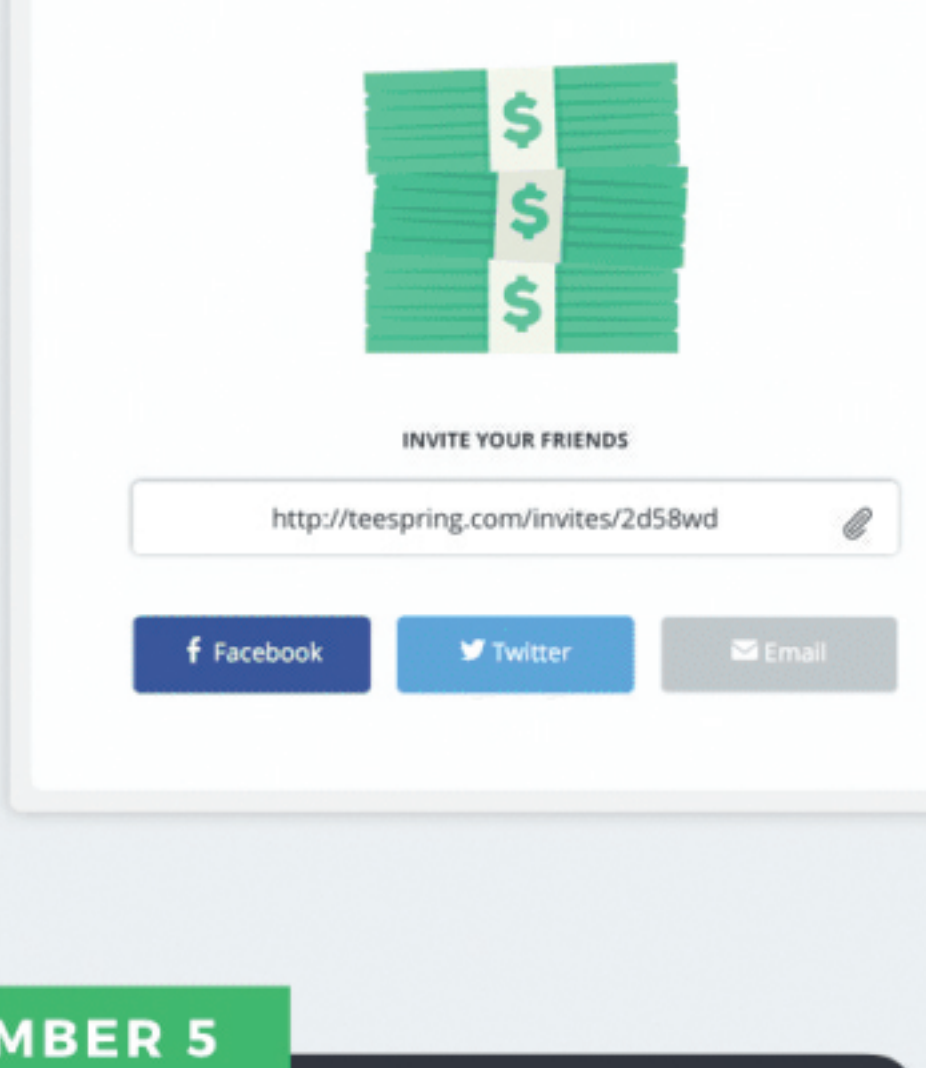 $
$
$
INVITE YOUR FRIENDS
http://teespring.com/invites/2d58wd
f Facebook
Twitter
Email
MBER 5